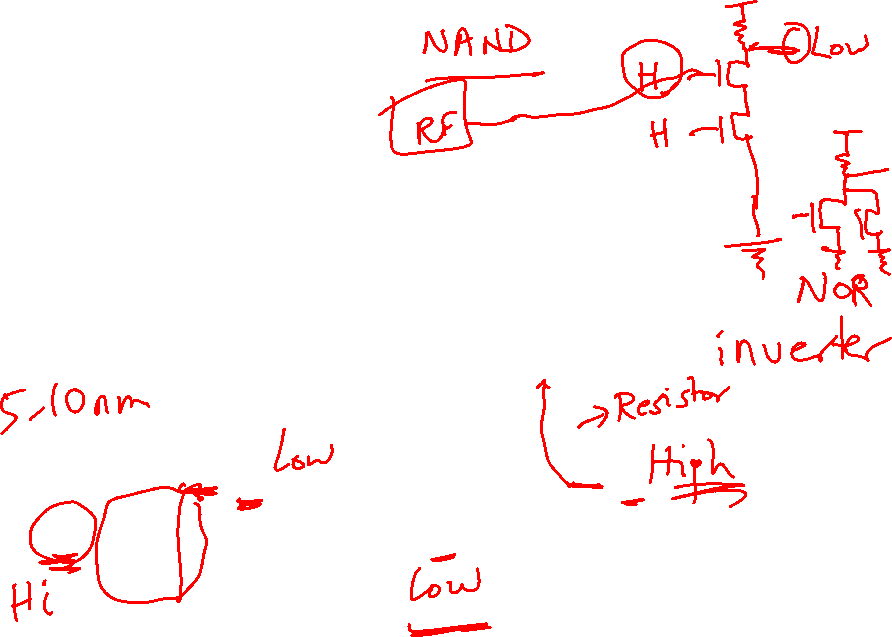 NAND
Low
H
RF
H
NOR
inverter
Resistor
5,10nm
Low
High
Low
Hi